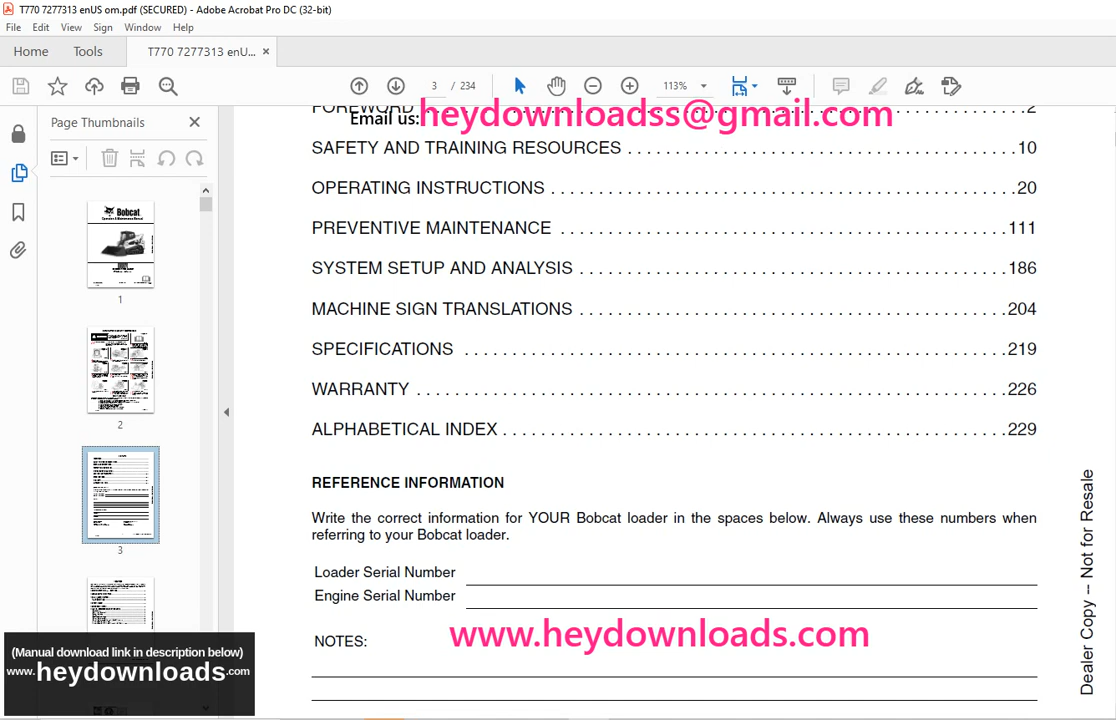 T770 7277313 enUS om.pdf (SECURED) - Adobe Acrobat Pro DC (32-bit)
File Edit View Sign Window Help
Home Tools T770 7277313 enU... ×
3 / 234 113%
Page Thumbnails
Bobcat
1
2
3
FOREWORD 2
Email us:heydownloadss@gmail.com
SAFETY AND TRAINING RESOURCES . . . . . . . . . . . . . . . . . . . . . . . . . . . . . . . . . . 10
OPERATING INSTRUCTIONS . . . . . . . . . . . . . . . . . . . . . . . . . . . . . . . . . . . . . . . . 20
PREVENTIVE MAINTENANCE . . . . . . . . . . . . . . . . . . . . . . . . . . . . . . . . . . . . . . . 111
SYSTEM SETUP AND ANALYSIS . . . . . . . . . . . . . . . . . . . . . . . . . . . . . . . . . . . . 186
MACHINE SIGN TRANSLATIONS . . . . . . . . . . . . . . . . . . . . . . . . . . . . . . . . . . . . 204
SPECIFICATIONS . . . . . . . . . . . . . . . . . . . . . . . . . . . . . . . . . . . . . . . . . . . . . . . 219
WARRANTY . . . . . . . . . . . . . . . . . . . . . . . . . . . . . . . . . . . . . . . . . . . . . . . . . . . 226
ALPHABETICAL INDEX . . . . . . . . . . . . . . . . . . . . . . . . . . . . . . . . . . . . . . . . . . . 229
REFERENCE INFORMATION
Write the correct information for YOUR Bobcat loader in the spaces below. Always use these numbers when
referring to your Bobcat loader.
Loader Serial Number
Engine Serial Number
NOTES:
www.heydownloads.com
Dealer Copy -- Not for Resale
(Manual download link in description below)
www.heydownloads.com